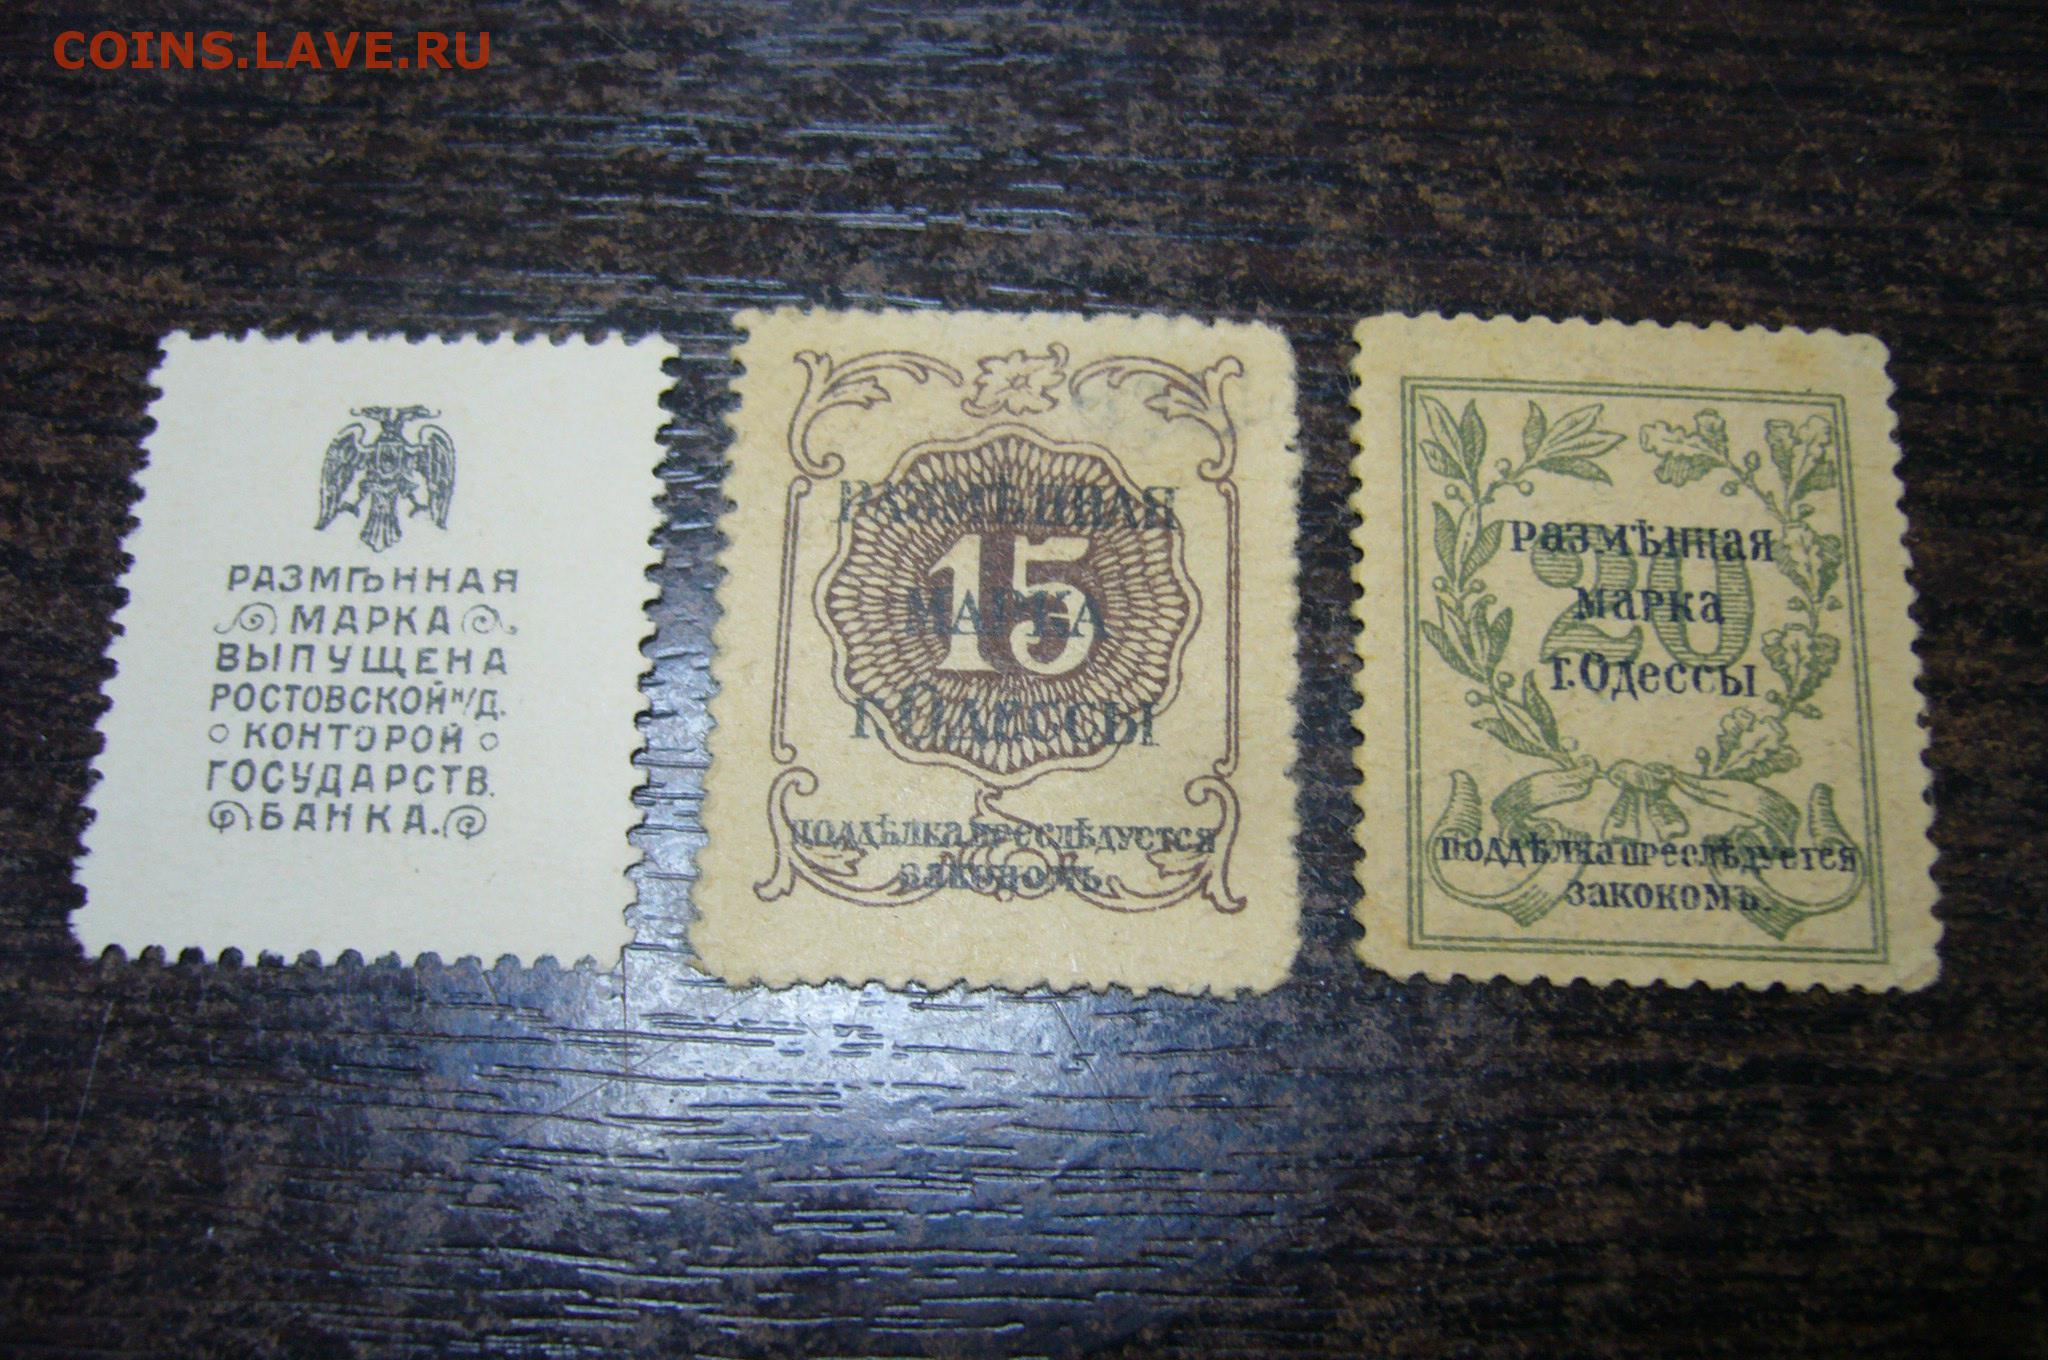 COINS.LAVE.RU
РАЗМѢННАЯ
МАРКА
ВЫПУЩЕНА
РОСТОВСКОЙ Н/Д.
КОНТОРОЙ
ГОСУДАРСТВ.
БАНКА.
РАЗМѢННАЯ
15
МАРКА
Г. ОДЕССЫ
ПОДДѢЛКА ПРЕСЛѢДУЕТСЯ
ЗАКОНОМЪ.
Размѣнная
20
марка
г. Одессы
поддѣлка преслѣдуется
закокомъ.